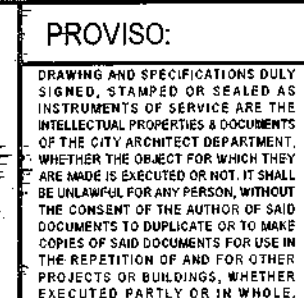 PROVISO:
DRAWING AND SPECIFICATIONS DULY
SIGNED, STAMPED OR SEALED AS
INSTRUMENTS OF SERVICE ARE THE
INTELLECTUAL PROPERTIES & DOCUMENTS
OF THE CITY ARCHITECT DEPARTMENT,
WHETHER THE OBJECT FOR WHICH THEY
ARE MADE IS EXECUTED OR NOT. IT SHALL
BE UNLAWFUL FOR ANY PERSON, WITHOUT
THE CONSENT OF THE AUTHOR OF SAID
DOCUMENTS TO DUPLICATE OR TO MAKE
COPIES OF SAID DOCUMENTS FOR USE IN
THE REPETITION OF AND FOR OTHER
PROJECTS OR BUILDINGS, WHETHER
EXECUTED PARTLY OR IN WHOLE.